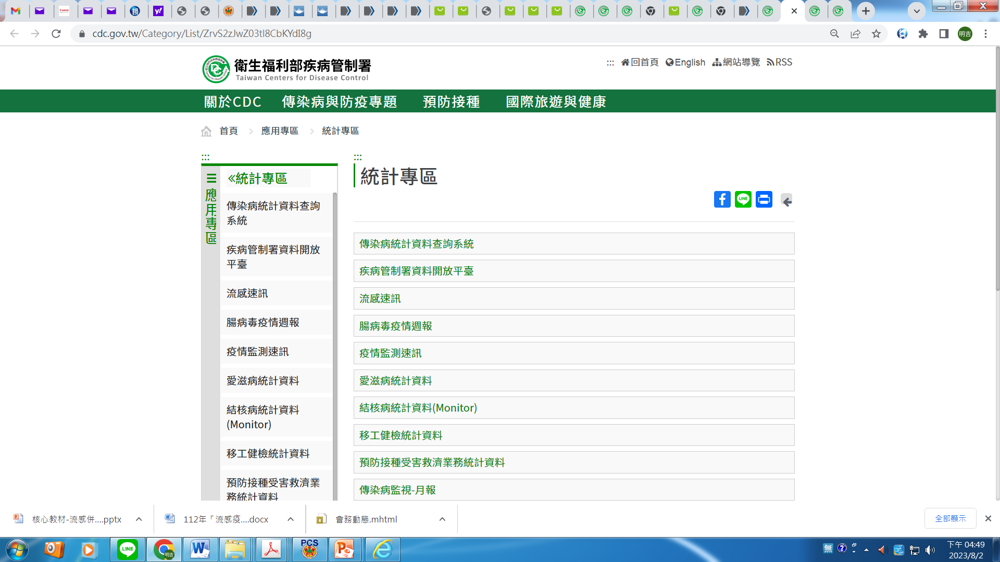 cdc.gov.tw/Category/List/ZrvS2zJwZ03tI8CbKYdI8g
明吉
衛生福利部疾病管制署
Taiwan Centers for Disease Control
::: 回首頁 English 網站導覽 RSS
關於CDC 傳染病與防疫專題 預防接種 國際旅遊與健康
首頁 應用專區 統計專區
:::
應用專區
統計專區
傳染病統計資料查詢
系統
疾病管制署資料開放
平臺
流感速訊
腸病毒疫情週報
疫情監測速訊
愛滋病統計資料
結核病統計資料
(Monitor)
移工健檢統計資料
預防接種受害救濟業
務統計資料
:::
統計專區
LINE
傳染病統計資料查詢系統
疾病管制署資料開放平臺
流感速訊
腸病毒疫情週報
疫情監測速訊
愛滋病統計資料
結核病統計資料(Monitor)
移工健檢統計資料
預防接種受害救濟業務統計資料
傳染病監視-月報
核心教材-流感併....pptx
112年「流感疫....docx
會務動態.mhtml
全部顯示
LINE
明吉
PCS
無
下午 04:49
2023/8/2